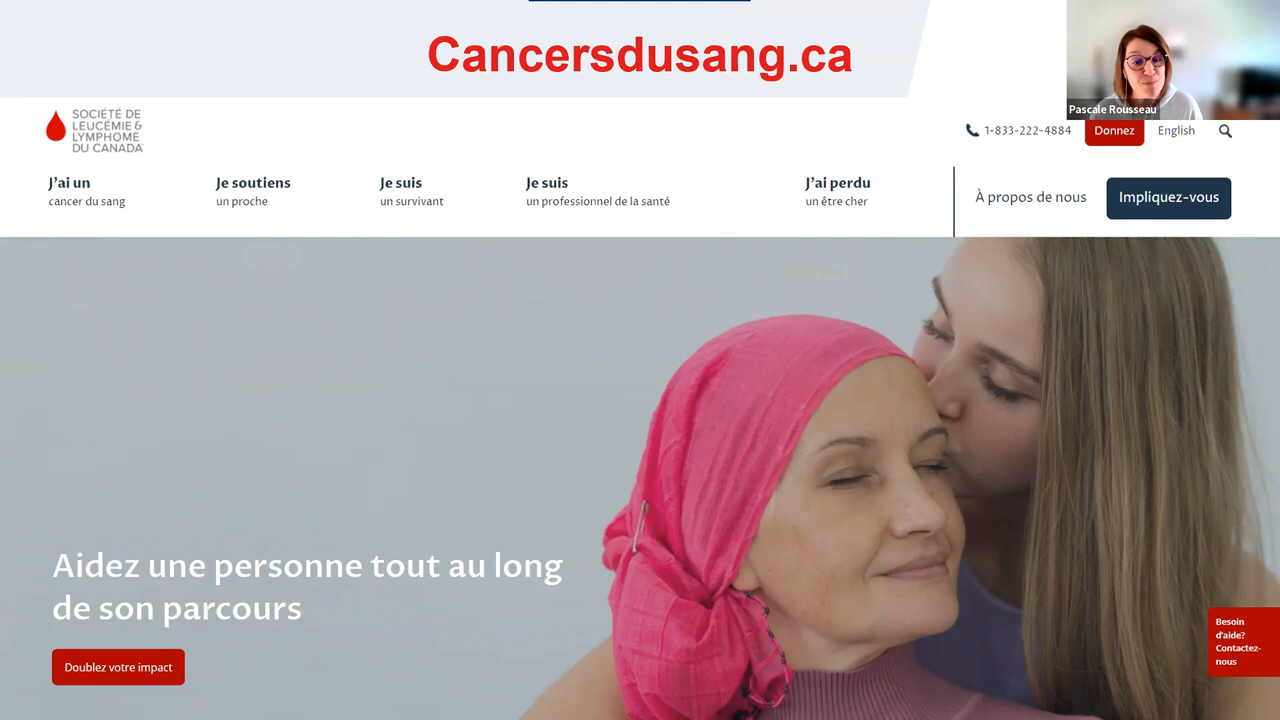 Cancersdusang.ca
Pascale Rousseau
SOCIÉTÉ DE
LEUCÉMIE &
LYMPHOME
DU CANADA
1-833-222-4884
Donnez
English
J'ai un
cancer du sang
Je soutiens
un proche
Je suis
un survivant
Je suis
un professionnel de la santé
J'ai perdu
un être cher
À propos de nous
Impliquez-vous
Aidez une personne tout au long
de son parcours
Doublez votre impact
Besoin
d'aide?
Contactez-
nous